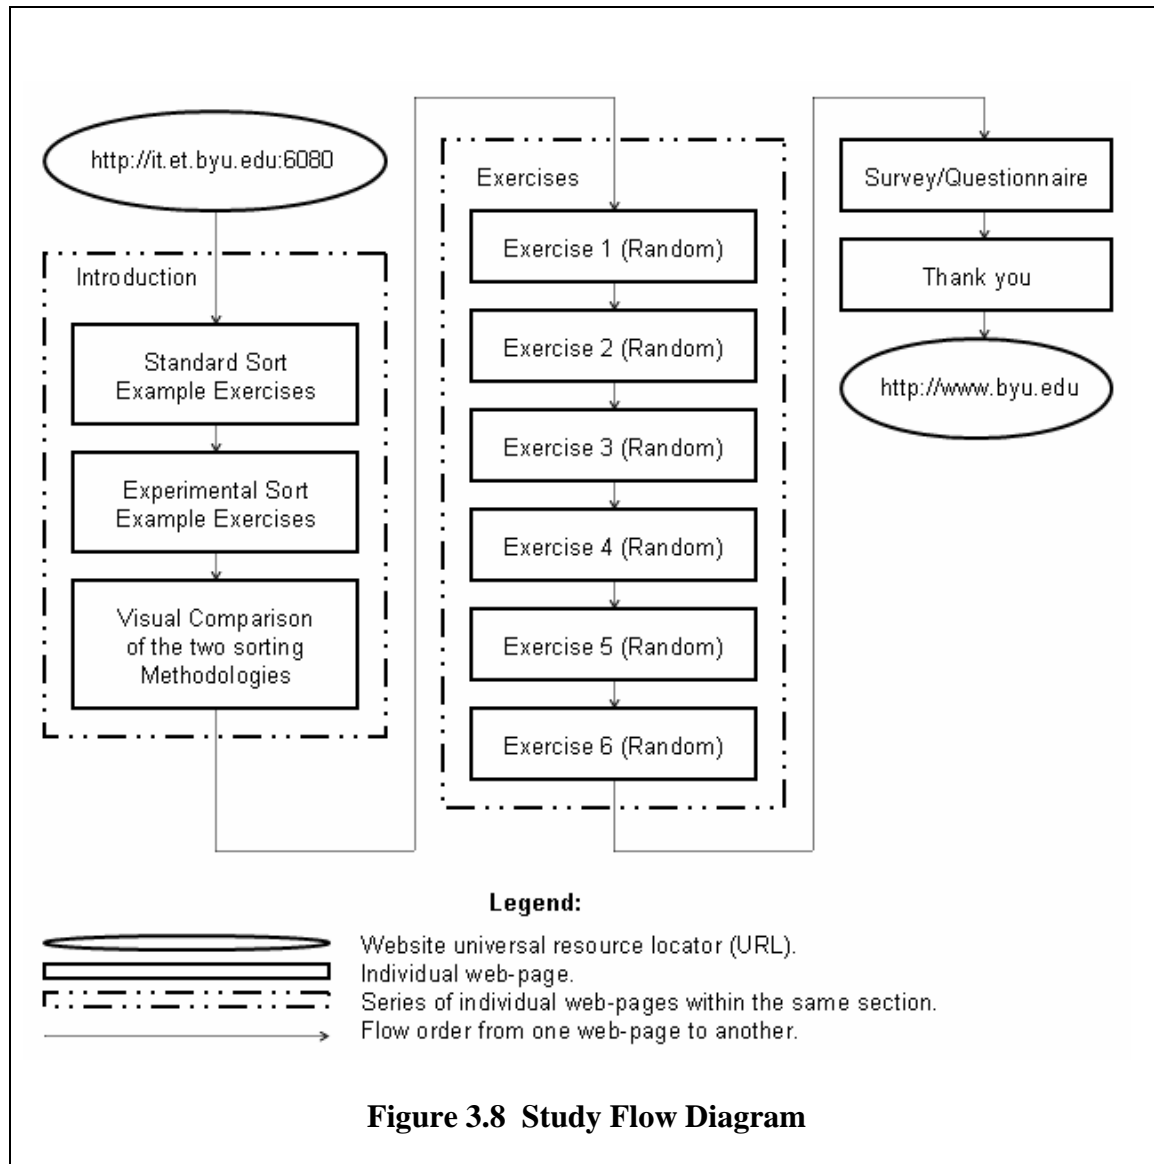 http://it.et.byu.edu:6080
Introduction
Standard Sort
Example Exercises
Experimental Sort
Example Exercises
Visual Comparison
of the two sorting
Methodologies
Exercises
Exercise 1 (Random)
Exercise 2 (Random)
Exercise 3 (Random)
Exercise 4 (Random)
Exercise 5 (Random)
Exercise 6 (Random)
Survey/Questionnaire
Thank you
http://www.byu.edu
Legend:
Website universal resource locator (URL).
Individual web-page.
Series of individual web-pages within the same section.
Flow order from one web-page to another.
Figure 3.8 Study Flow Diagram